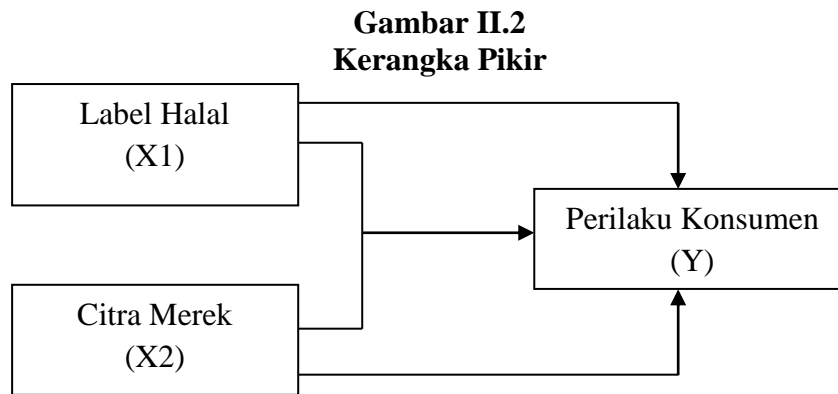 Gambar II.2
Kerangka Pikir
Label Halal
(X1)
Perilaku Konsumen
(Y)
Citra Merek
(X2)